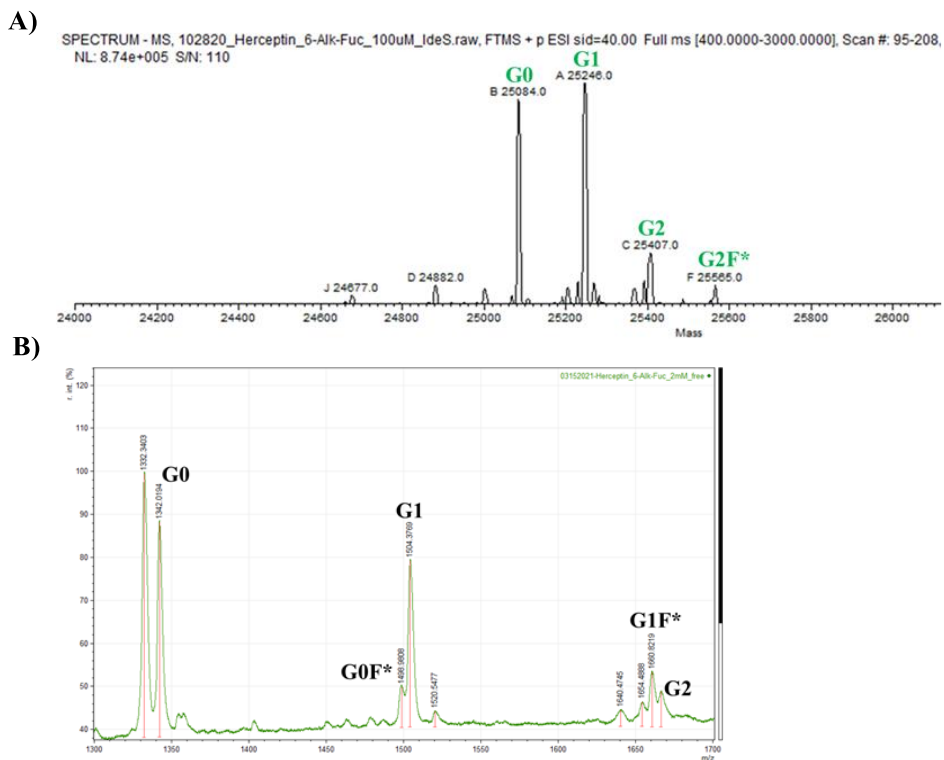 A)
SPECTRUM - MS, 102820_Herceptin_6-Alk-Fuc_100uM_IdeS.raw, FTMS + p ESI sid=40.00 Full ms [400.0000-3000.0000], Scan #: 95-208,
NL: 8.74e+005 S/N: 110
G0
B 25084.0
G1
A 25246.0
G2
C 25407.0
G2F*
F 25565.0
J 24677.0
D 24882.0
24000 24200 24400 24600 24800 25000 25200 25400 25600 25800 26000
Mass
B)
r. int. (%)
03152021-Herceptin_6-Alk-Fuc_2mM_free
120
110
100
90
80
70
60
50
40
1332.3403
1342.0194
G0
G0F*
1498.9808
G1
1504.3769
1520.5477
1640.4745
1654.4888
G1F*
1660.8219
G2
1300 1350 1400 1450 1500 1550 1600 1650 1700
m/z